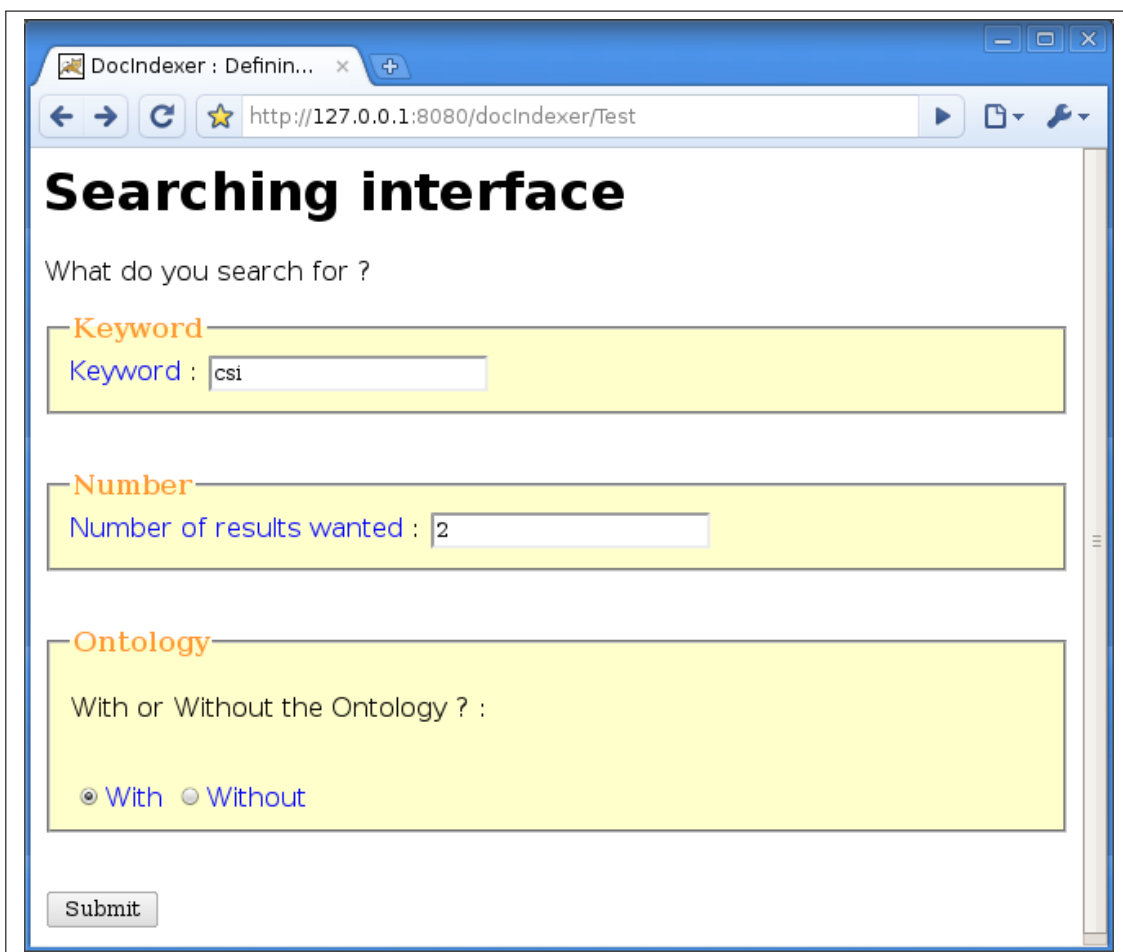 DocIndexer : Definin...
http://127.0.0.1:8080/docIndexer/Test
Searching interface
What do you search for ?
Keyword
Keyword : csi
Number
Number of results wanted : 2
Ontology
With or Without the Ontology ? :
With Without
Submit